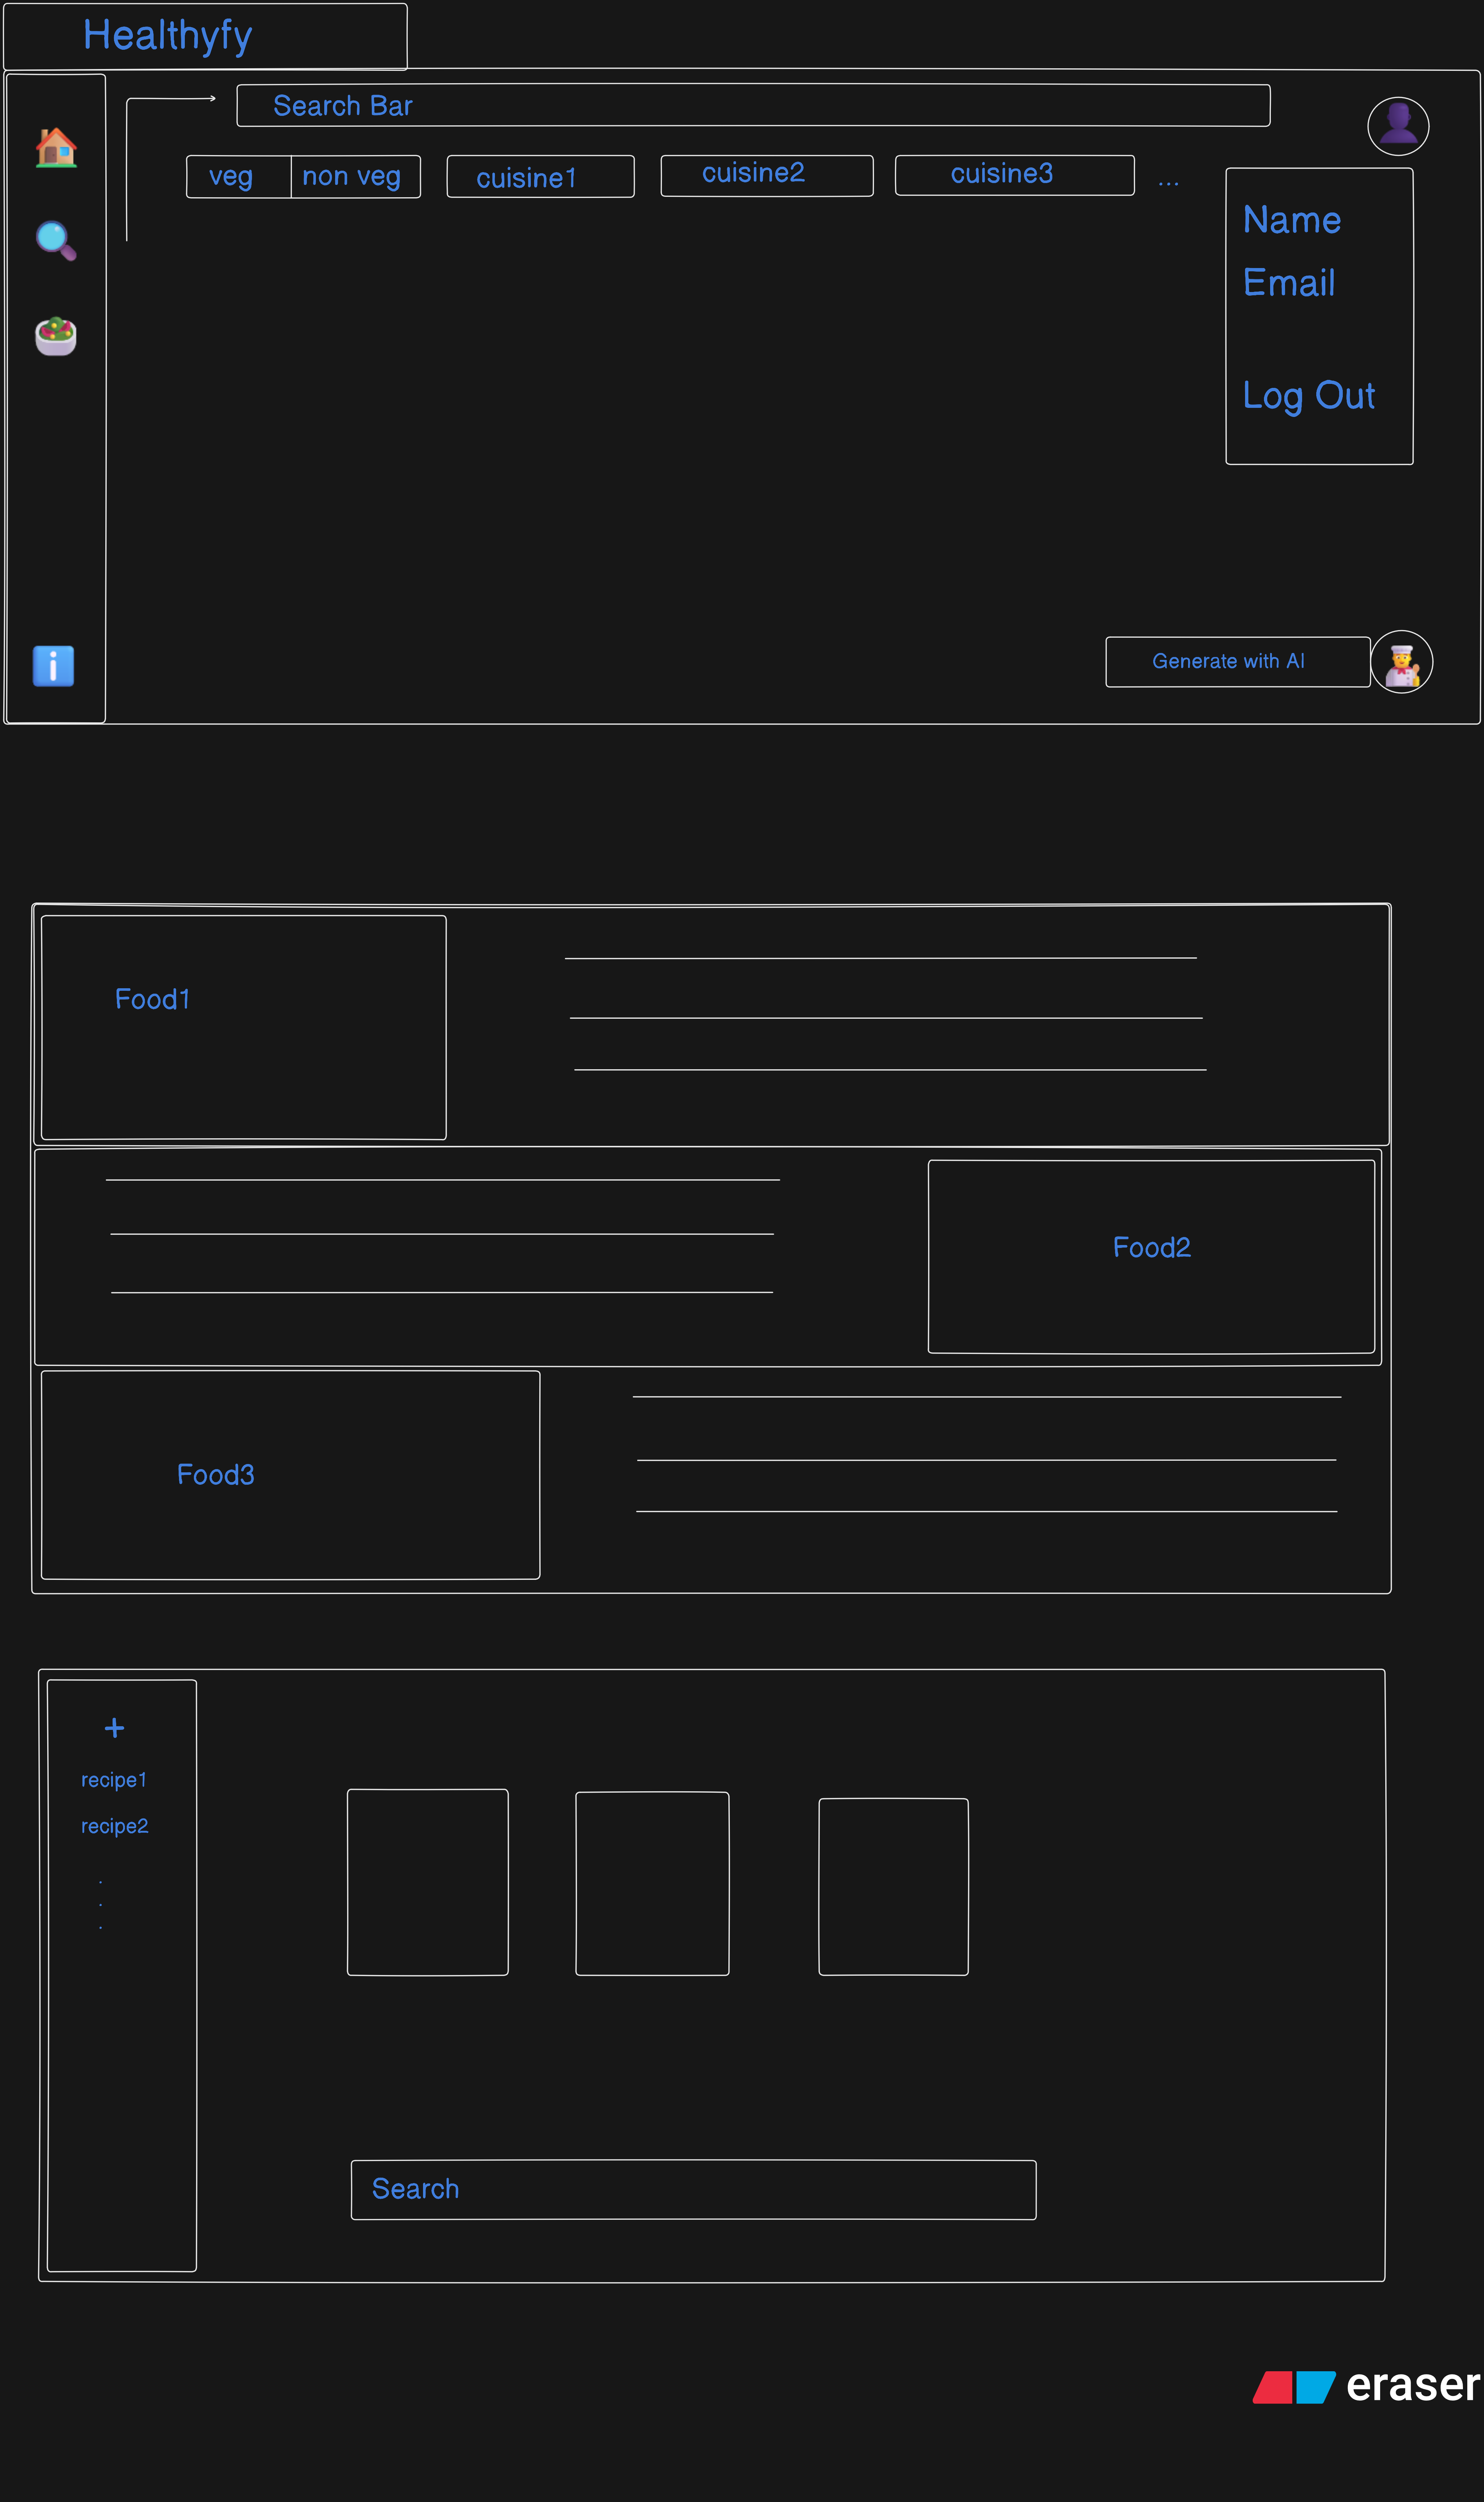 Healthyfy
Search Bar
veg
non veg
cuisine1
cuisine2
cuisine3
...
Name
Email
Log Out
Generate with AI
Food1
Food2
Food3
+
recipe1
recipe2
.
.
.
Search
eraser